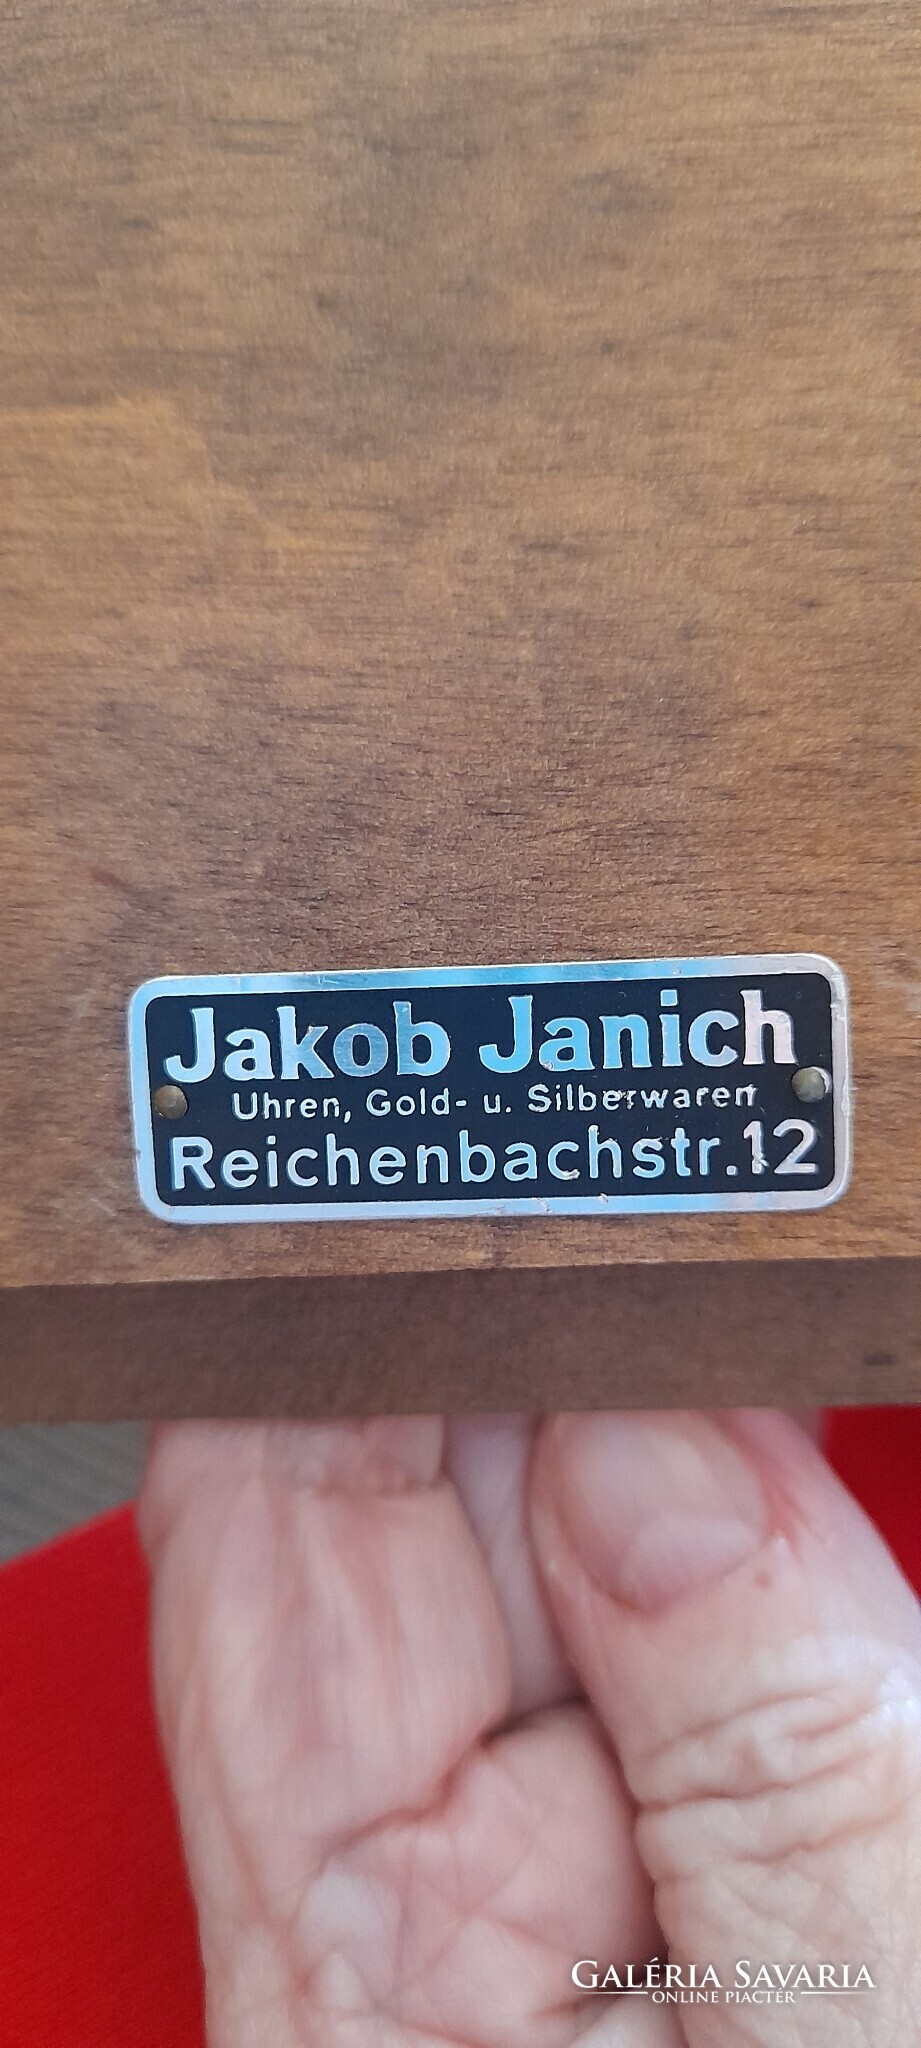 Jakob Janich
Uhren, Gold- u. Silberwaren
Reichenbachstr.12
GALÉRIA SAVARIA
ONLINE PIACTÉR